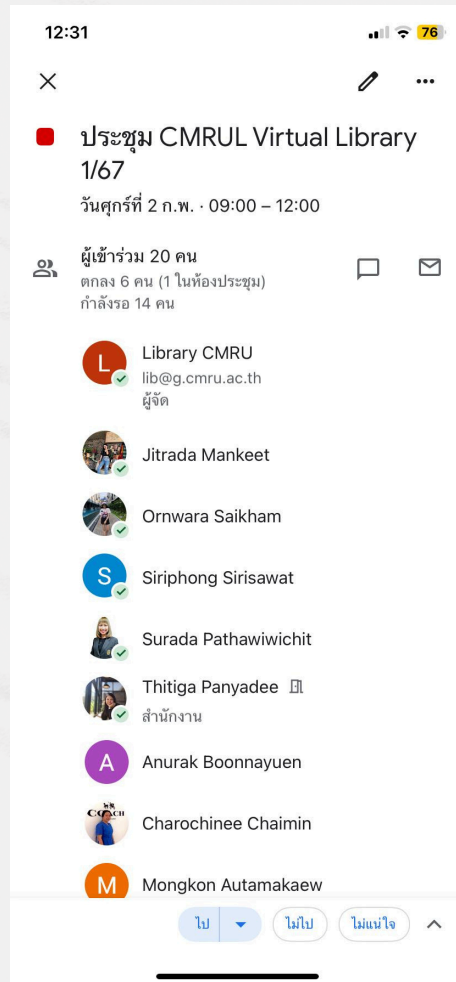 12:31
76
ประชุม CMRUL Virtual Library
1/67
วันศุกร์ที่ 2 ก.พ. · 09:00 – 12:00
ผู้เข้าร่วม 20 คน
ตกลง 6 คน (1 ในห้องประชุม)
กำลังรอ 14 คน
L
Library CMRU
lib@g.cmru.ac.th
ผู้จัด
Jitrada Mankeet
Ornwara Saikham
S
Siriphong Sirisawat
Surada Pathawiwichit
Thitiga Panyadee
สำนักงาน
A
Anurak Boonnayuen
COACH
Charochinee Chaimin
M
Mongkon Autamakaew
ไป
ไม่ไป
ไม่แน่ใจ